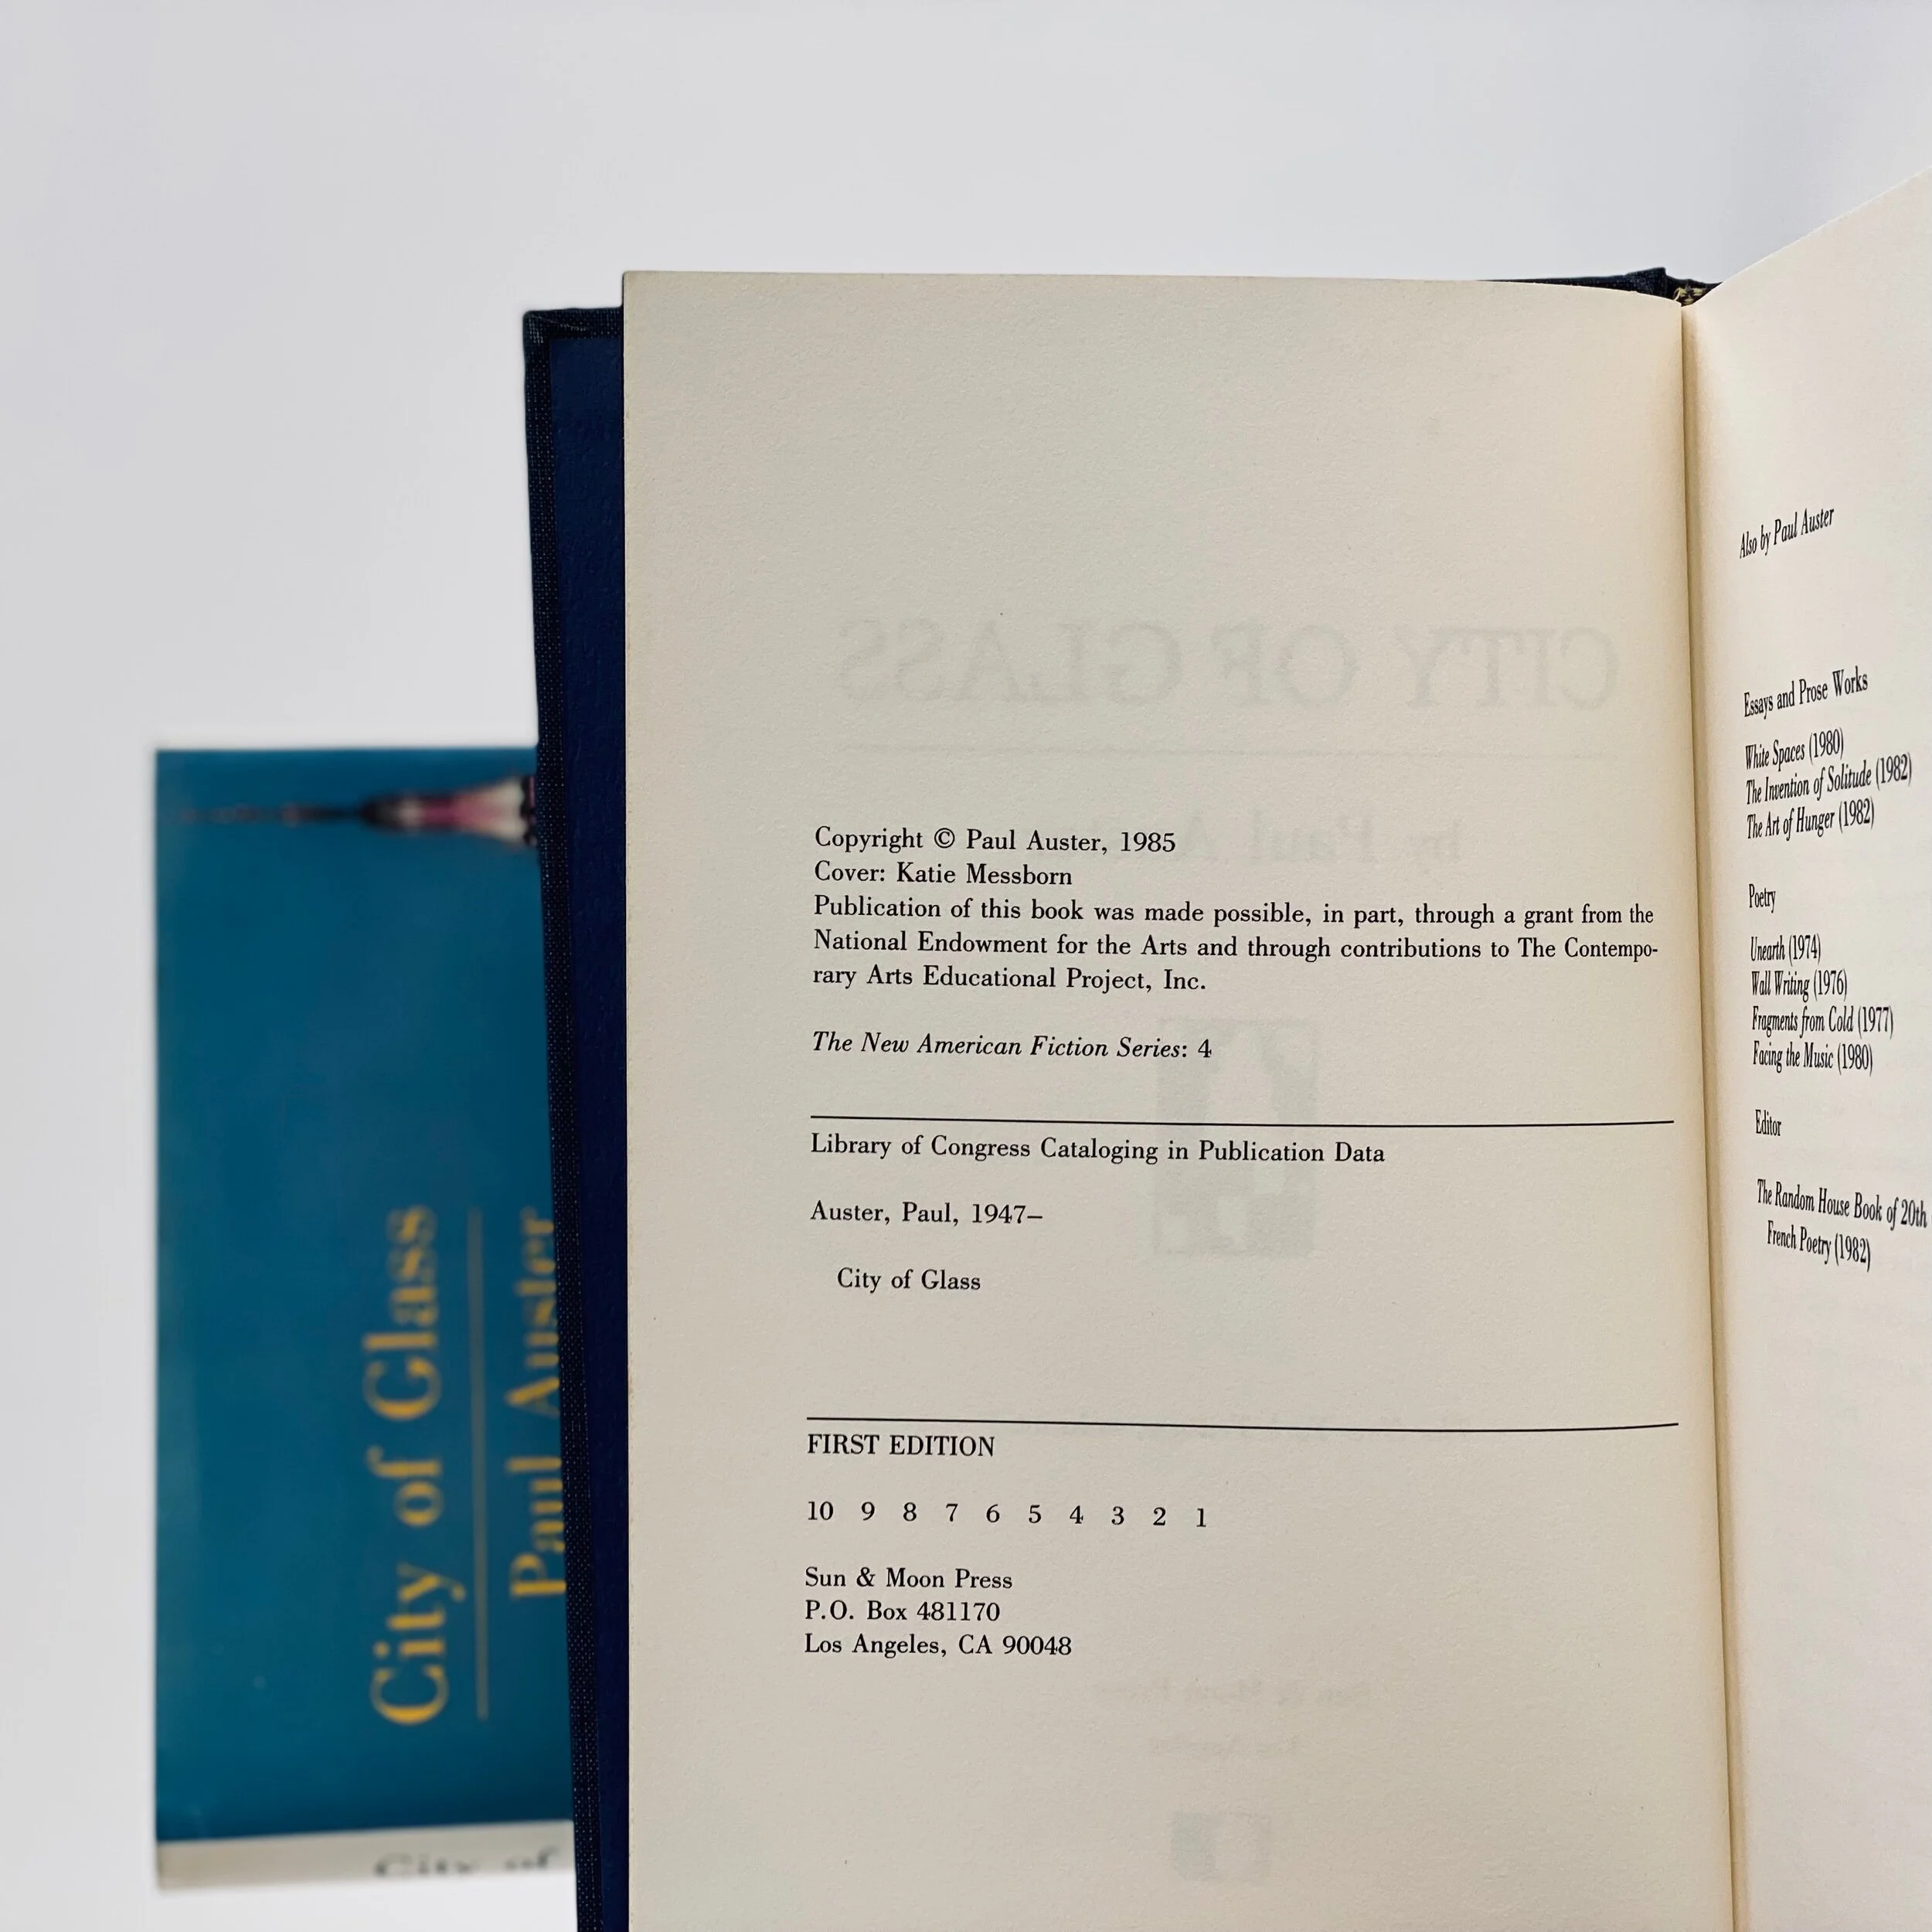 City of Glass
Paul Auster
City of
CITY OF GLASS
Copyright © Paul Auster, 1985
Cover: Katie Messborn
Publication of this book was made possible, in part, through a grant from the
National Endowment for the Arts and through contributions to The Contempo-
rary Arts Educational Project, Inc.
The New American Fiction Series: 4
Library of Congress Cataloging in Publication Data
Auster, Paul, 1947–
City of Glass
FIRST EDITION
10 9 8 7 6 5 4 3 2 1
Sun & Moon Press
P.O. Box 481170
Los Angeles, CA 90048
Also by Paul Auster
Essays and Prose Works
White Spaces (1980)
The Invention of Solitude (1982)
The Art of Hunger (1982)
Poetry
Unearth (1974)
Wall Writing (1976)
Fragments from Cold (1977)
Facing the Music (1980)
Editor
The Random House Book of 20th
French Poetry (1982)